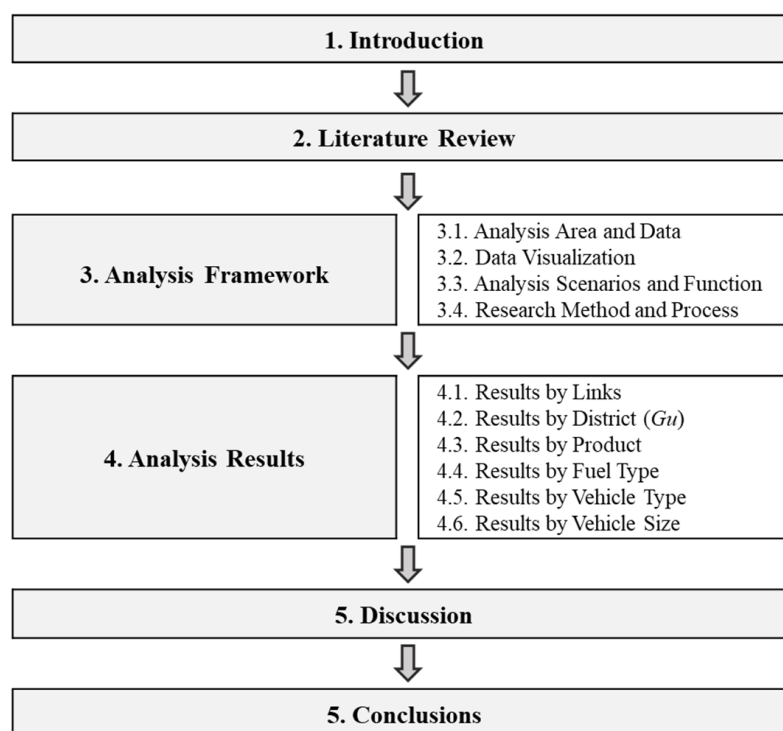 1. Introduction
2. Literature Review
3. Analysis Framework
3.1. Analysis Area and Data
3.2. Data Visualization
3.3. Analysis Scenarios and Function
3.4. Research Method and Process
4. Analysis Results
4.1. Results by Links
4.2. Results by District (Gu)
4.3. Results by Product
4.4. Results by Fuel Type
4.5. Results by Vehicle Type
4.6. Results by Vehicle Size
5. Discussion
5. Conclusions